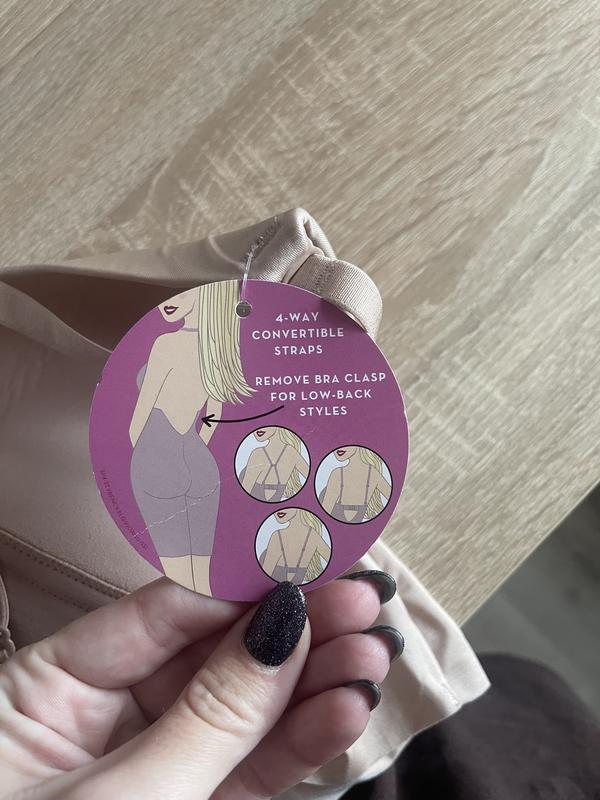 4-WAY
CONVERTIBLE
STRAPS
REMOVE BRA CLASP
FOR LOW-BACK
STYLES